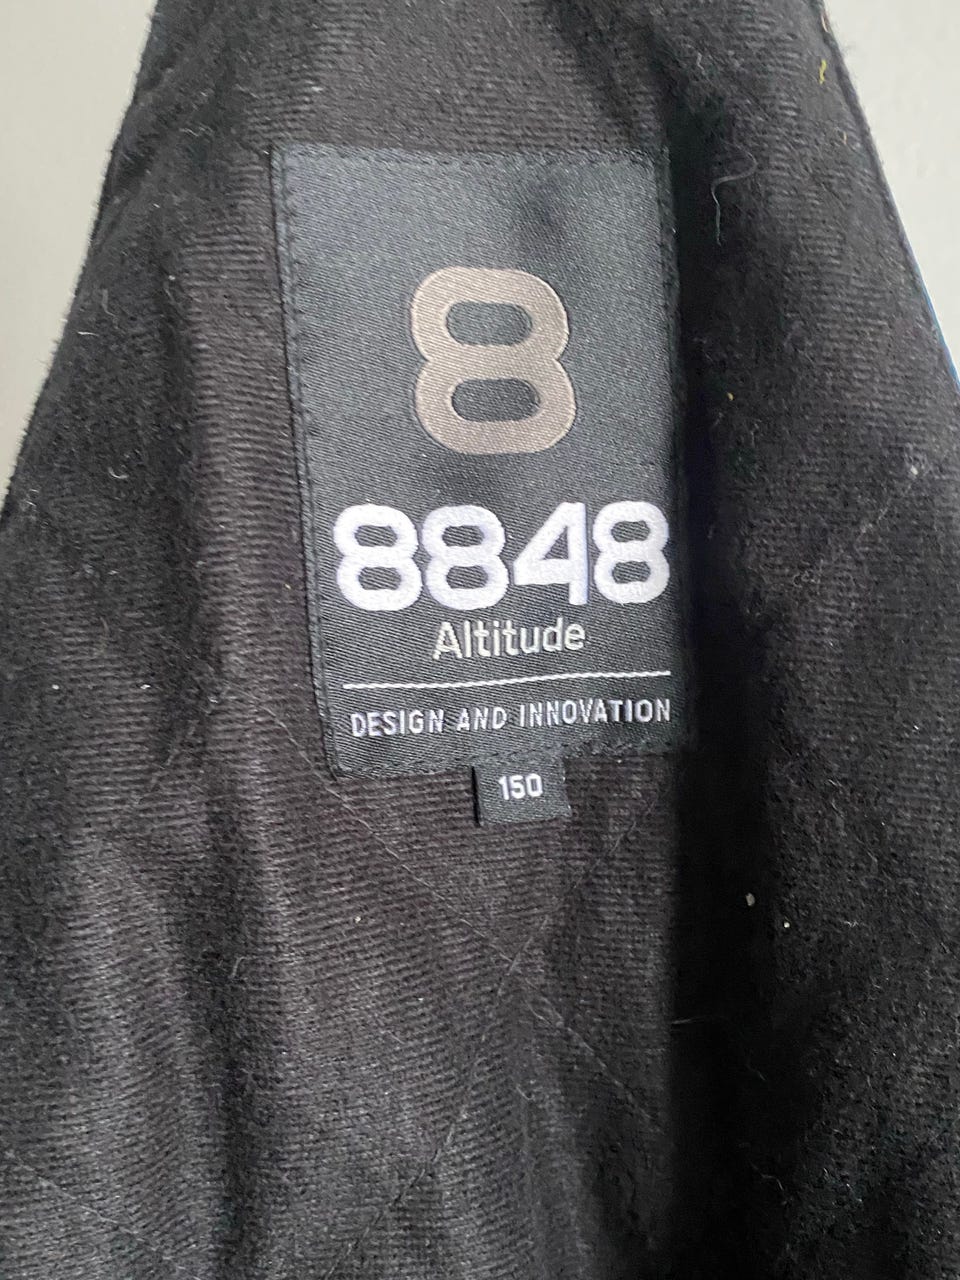 8
8848
Altitude
DESIGN AND INNOVATION
150